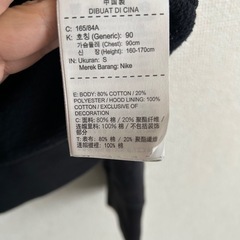 中国製
DIBUAT DI CINA
C: 165/84A
K: 호칭 (Generic): 90
가슴둘레 (Chest): 90cm
신장 (Height): 160-170cm
IN: Ukuran: S
Merek Barang: Nike
E: BODY: 80% COTTON / 20%
POLYESTER / HOOD LINING: 100%
COTTON / EXCLUSIVE OF
DECORATION
C: 面料: 80% 棉 / 20% 聚酯纤维 /
连帽里料: 100% 棉 / 不包括装饰
部分
T: 表布: 80% 棉 / 20% 聚酯纖維 /
連帽裡襯: 100% 棉